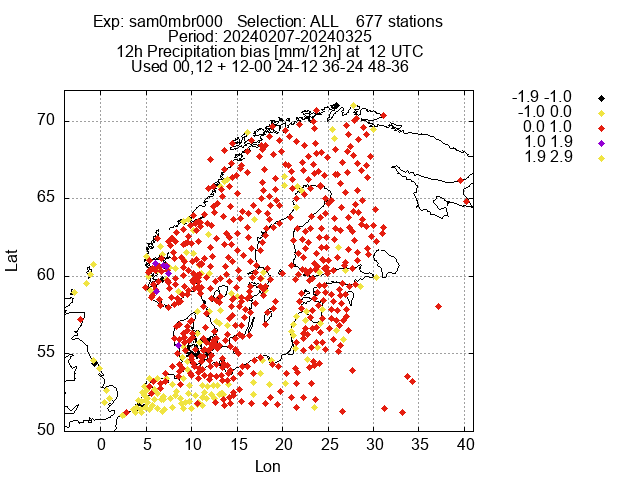 Exp: sam0mbr000   Selection: ALL    677 stations
Period: 20240207-20240325
12h Precipitation bias [mm/12h] at  12 UTC
Used 00,12 + 12-00 24-12 36-24 48-36
-1.9 -1.0
-1.0 0.0
0.0 1.0
1.0 1.9
1.9 2.9
70
65
60
55
50
Lat
0 5 10 15 20 25 30 35 40
Lon